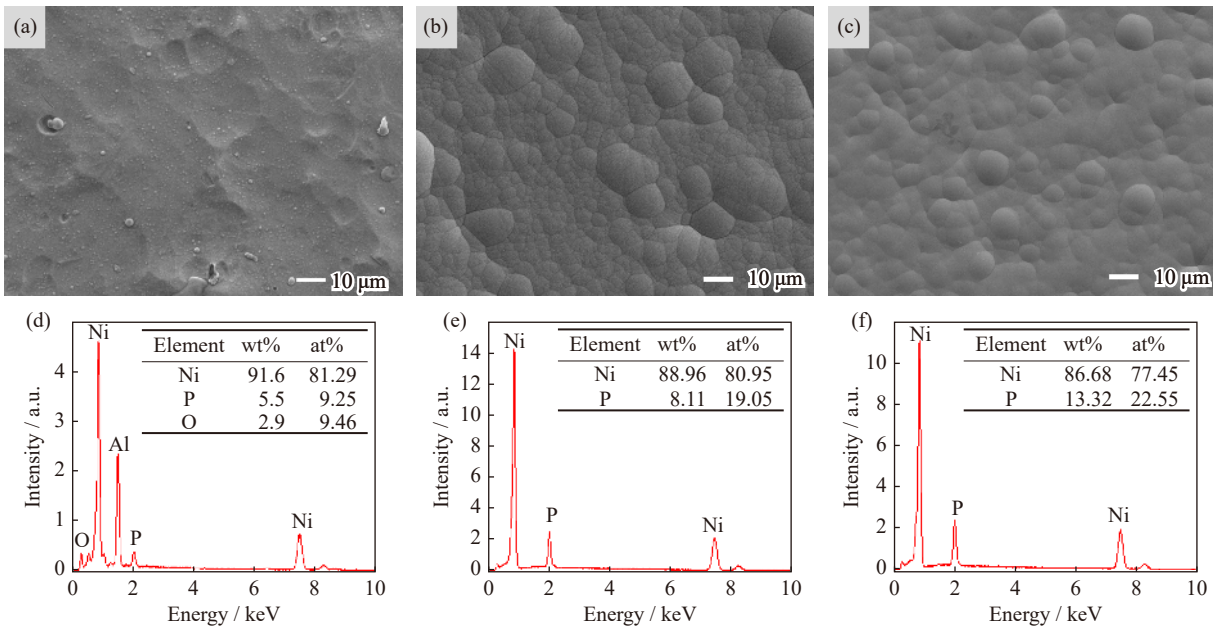 (a)
10 μm
(b)
10 μm
(c)
10 μm
(d)
Ni
Element wt% at%
Ni 91.6 81.29
P 5.5 9.25
O 2.9 9.46
Al
O
P
Ni
4
3
2
1
0
0 2 4 6 8 10
Intensity / a.u.
Energy / keV
(e)
Ni
Element wt% at%
Ni 88.96 80.95
P 8.11 19.05
P
Ni
14
12
10
8
6
4
2
0
0 2 4 6 8 10
Intensity / a.u.
Energy / keV
(f)
Ni
Element wt% at%
Ni 86.68 77.45
P 13.32 22.55
P
Ni
10
8
6
4
2
0
0 2 4 6 8 10
Intensity / a.u.
Energy / keV